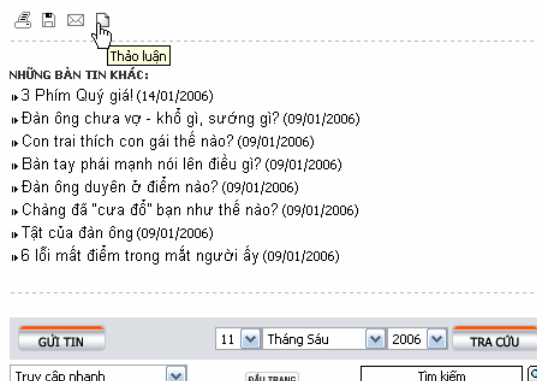 Thảo luận
NHỮNG BẢN TIN KHÁC:
3 Phím Quý giá! (14/01/2006)
Đàn ông chưa vợ - khổ gì, sướng gì? (09/01/2006)
Con trai thích con gái thế nào? (09/01/2006)
Bàn tay phái mạnh nói lên điều gì? (09/01/2006)
Đàn ông duyên ở điểm nào? (09/01/2006)
Chàng đã "cưa đổ" bạn như thế nào? (09/01/2006)
Tật của đàn ông (09/01/2006)
6 lỗi mất điểm trong mắt người ấy (09/01/2006)
GỬI TIN 11 Tháng Sáu 2006 TRA CỨU
Truy cập nhanh ĐẦU TRANG Tìm kiếm